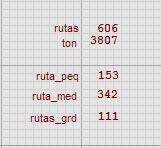 rutas 606
ton 3807
ruta_peq 153
ruta_med 342
rutas_grd 111